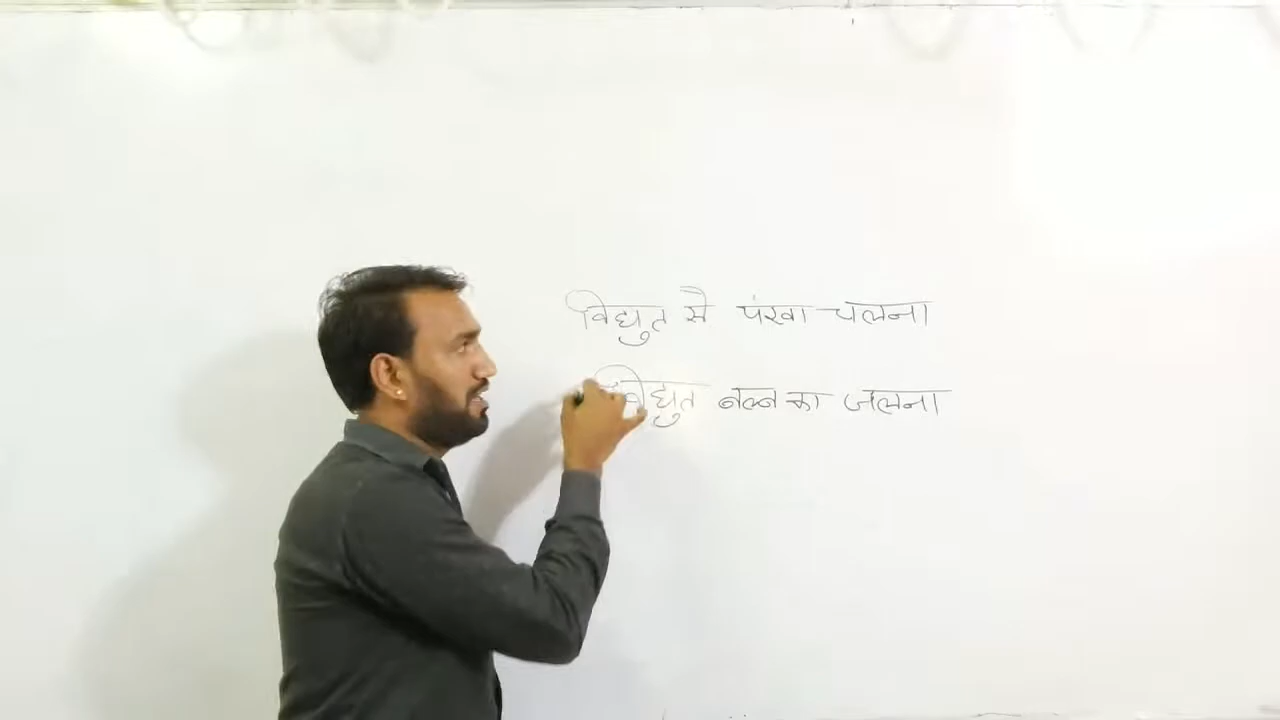 विद्युत से पंखा चलना
विद्युत बल्ब का जलना